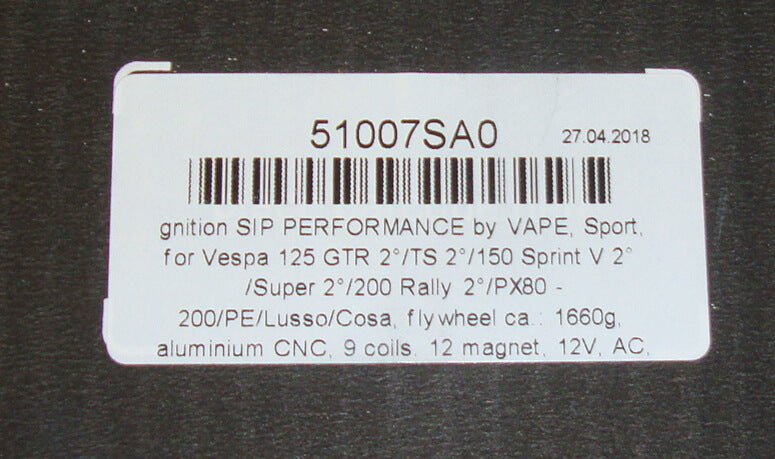 51007SA0 27.04.2018
gnition SIP PERFORMANCE by VAPE, Sport,
for Vespa 125 GTR 2°/TS 2°/150 Sprint V 2°
/Super 2°/200 Rally 2°/PX80 -
200/PE/Lusso/Cosa, flywheel ca.: 1660g,
aluminium CNC, 9 coils, 12 magnet, 12V, AC,